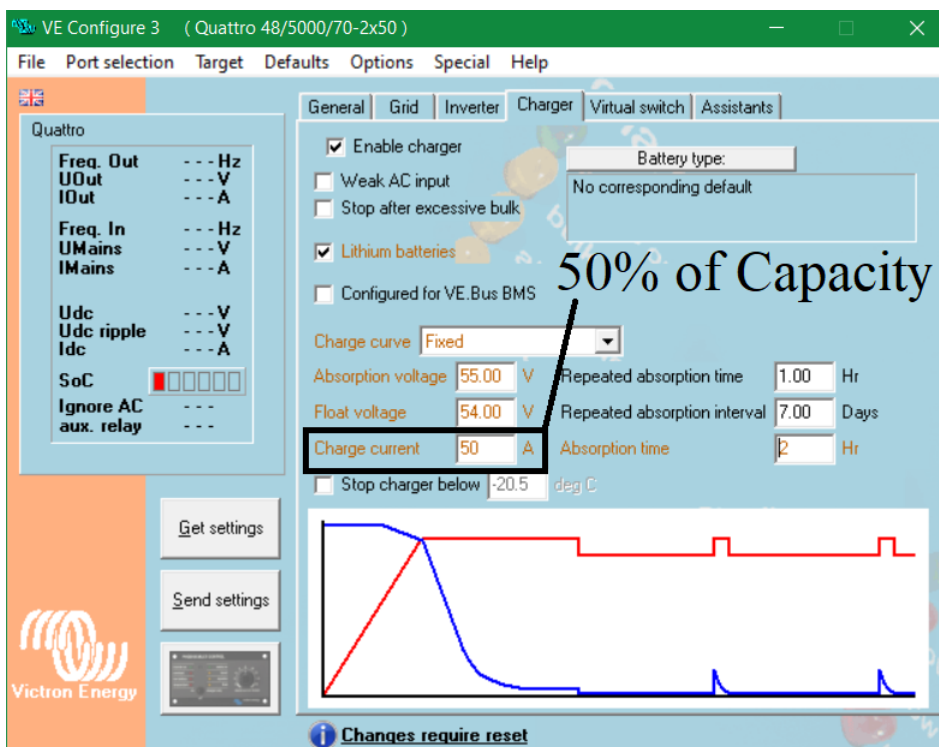 VE Configure 3 ( Quattro 48/5000/70-2x50 )
File Port selection Target Defaults Options Special Help
General Grid Inverter Charger Virtual switch Assistants
Quattro
Freq. Out - - - Hz
UOut - - - V
IOut - - - A
Freq. In - - - Hz
UMains - - - V
IMains - - - A
Udc - - - V
Udc ripple - - - V
Idc - - - A
SoC
Ignore AC - - -
aux. relay - - -
Enable charger
Weak AC input
Stop after excessive bulk
Lithium batteries
Configured for VE.Bus BMS
Battery type:
No corresponding default
50% of Capacity
Charge curve Fixed
Absorption voltage 55.00 V Repeated absorption time 1.00 Hr
Float voltage 54.00 V Repeated absorption interval 7.00 Days
Charge current 50 A Absorption time 2 Hr
Stop charger below -20.5 deg C
Get settings
Send settings
Victron Energy
Changes require reset